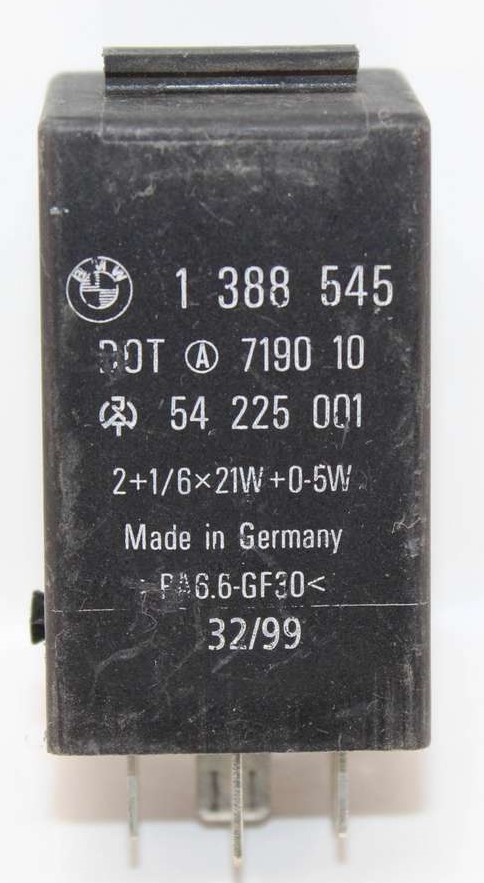 BMW 1 388 545
DOT A 7190 10
54 225 001
2+1/6×21W+0-5W
Made in Germany
PA6.6-GF30<
32/99